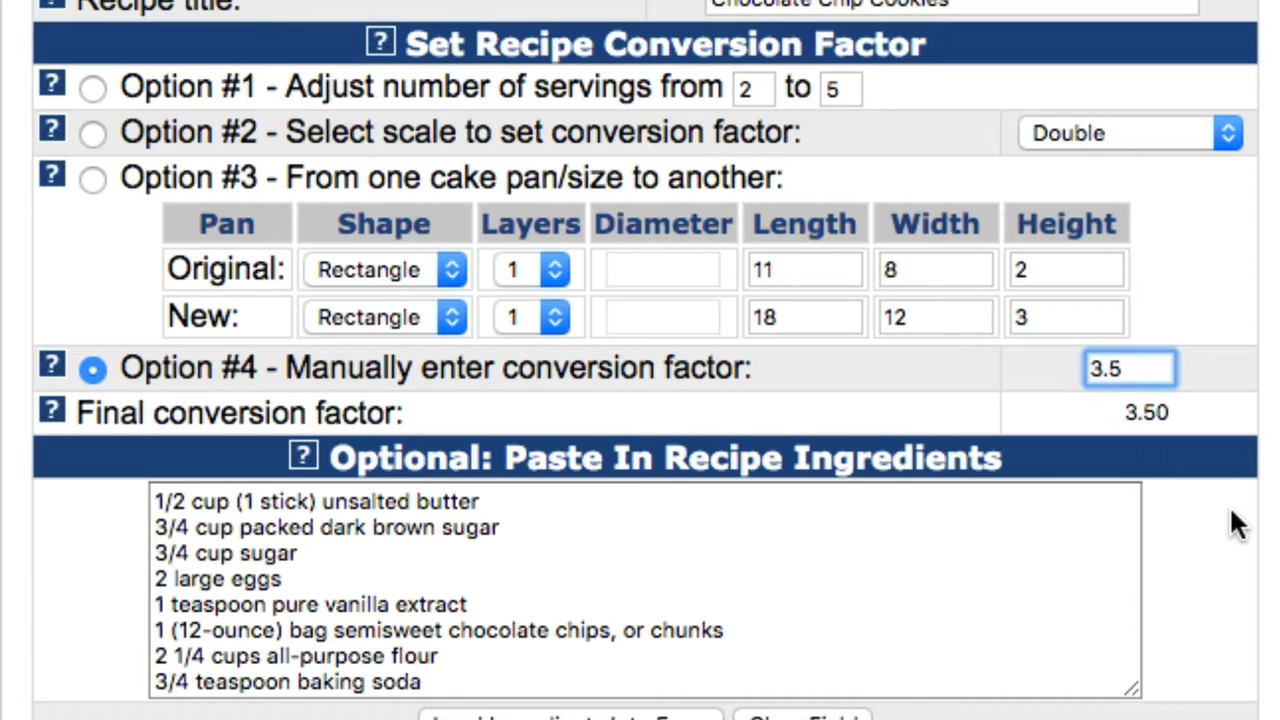 ? Recipe title: Chocolate Chip Cookies
? Set Recipe Conversion Factor
? Option #1 - Adjust number of servings from 2 to 5
? Option #2 - Select scale to set conversion factor: Double
? Option #3 - From one cake pan/size to another:
Pan Shape Layers Diameter Length Width Height
Original: Rectangle 1 11 8 2
New: Rectangle 1 18 12 3
? Option #4 - Manually enter conversion factor: 3.5
? Final conversion factor: 3.50
? Optional: Paste In Recipe Ingredients
1/2 cup (1 stick) unsalted butter
3/4 cup packed dark brown sugar
3/4 cup sugar
2 large eggs
1 teaspoon pure vanilla extract
1 (12-ounce) bag semisweet chocolate chips, or chunks
2 1/4 cups all-purpose flour
3/4 teaspoon baking soda